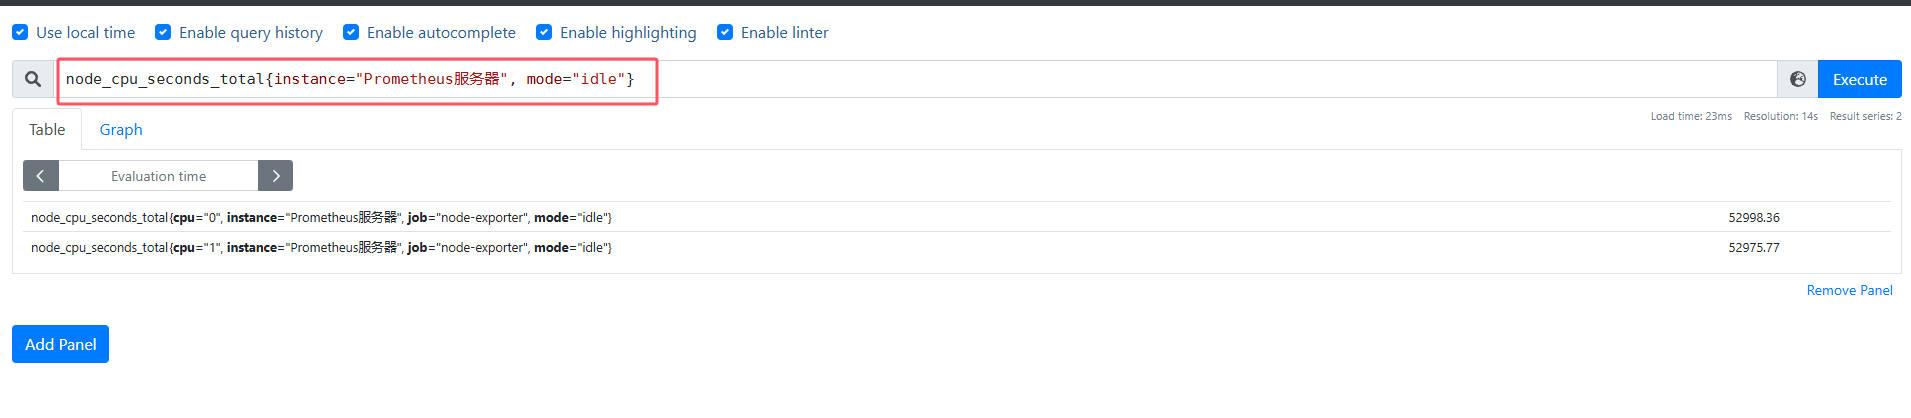 Use local time Enable query history Enable autocomplete Enable highlighting Enable linter
node_cpu_seconds_total{instance="Prometheus服务器", mode="idle"} Execute
Table Graph Load time: 23ms Resolution: 14s Result series: 2
Evaluation time
node_cpu_seconds_total{cpu="0", instance="Prometheus服务器", job="node-exporter", mode="idle"} 52998.36
node_cpu_seconds_total{cpu="1", instance="Prometheus服务器", job="node-exporter", mode="idle"} 52975.77
Remove Panel
Add Panel